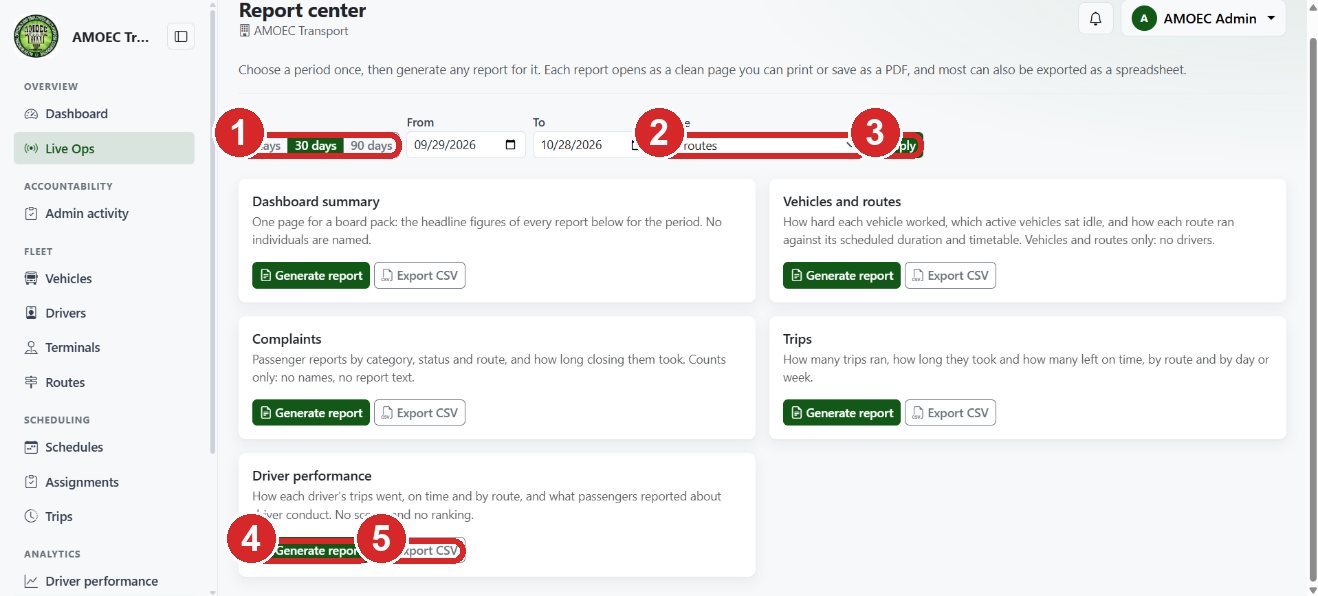 Report center
AMOEC Transport
AMOEC Tr...
A AMOEC Admin
OVERVIEW
Dashboard
Live Ops
ACCOUNTABILITY
Admin activity
FLEET
Vehicles
Drivers
Terminals
Routes
SCHEDULING
Schedules
Assignments
Trips
ANALYTICS
Driver performance
Choose a period once, then generate any report for it. Each report opens as a clean page you can print or save as a PDF, and most can also be exported as a spreadsheet.
From
To
1
30 days
90 days
09/29/2026
10/28/2026
2
routes
3
Dashboard summary
One page for a board pack: the headline figures of every report below for the period. No
individuals are named.
Generate report
Export CSV
Vehicles and routes
How hard each vehicle worked, which active vehicles sat idle, and how each route ran
against its scheduled duration and timetable. Vehicles and routes only: no drivers.
Generate report
Export CSV
Complaints
Passenger reports by category, status and route, and how long closing them took. Counts
only: no names, no report text.
Generate report
Export CSV
Trips
How many trips ran, how long they took and how many left on time, by route and by day or
week.
Generate report
Export CSV
Driver performance
How each driver's trips went, on time and by route, and what passengers reported about
conduct. No and no ranking.
4
Generate
5
CSV